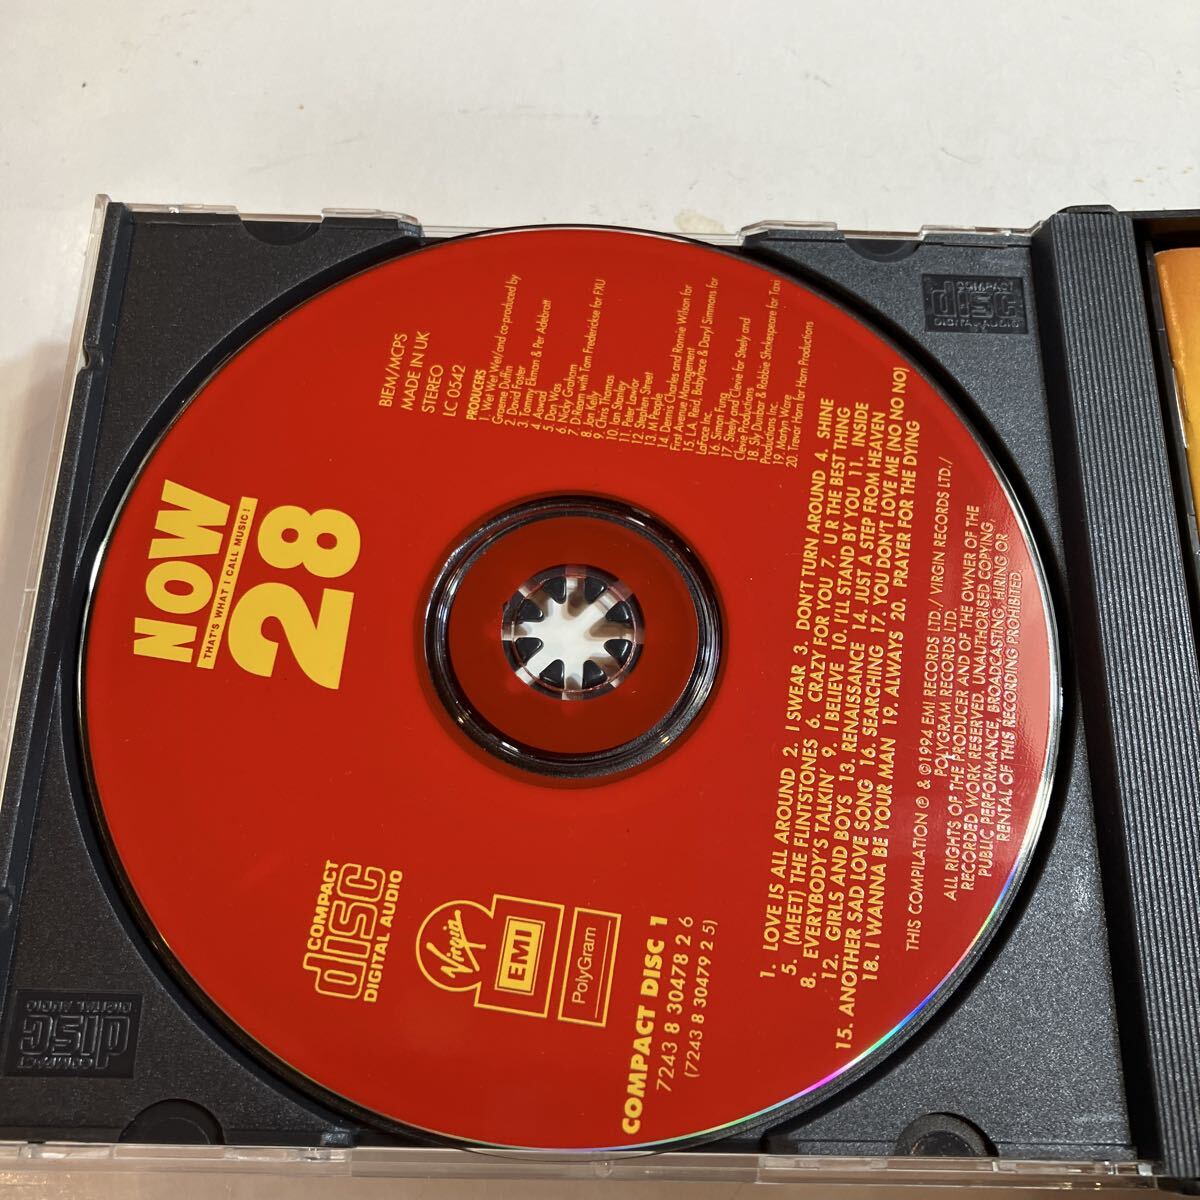 NOW
THAT'S WHAT I CALL MUSIC!
28
BIEM/MCPS
MADE IN UK
STEREO
LC 0542
PRODUCERS
1. Wet Wet Wet/and co-produced by
Graeme Duffin
2. David Foster
3. Tommy Ekman & Per Adebratt
4. Aswad
5. Don Was
6. Nicky Graham
7. D:Ream with Tom Frederickse for FXU
8. Jon Kelly
9. Chris Thomas
10. Ian Stanley
11. Peter Lawlor
12. Stephen Street
13. M People
14. Dennis Charles and Ronnie Wilson for
First Avenue Management
15. L.A. Reid, Babyface & Daryl Simmons for
LaFace Inc.
16. Simon Fung
17. Steely and Clevie for Steely and
Clevie Productions
18. Sly Dunbar & Robbie Shakespeare for Taxi
Productions Inc.
19. Martyn Ware
20. Trevor Horn for Horn Productions
COMPACT
disc
DIGITAL AUDIO
Virgin
EMI
PolyGram
COMPACT DISC 1
7243 8 30478 2 6
(7243 8 30479 2 5)
1. LOVE IS ALL AROUND 2. I SWEAR 3. DON'T TURN AROUND 4. SHINE
5. (MEET) THE FLINTSTONES 6. CRAZY FOR YOU 7. U R THE BEST THING
8. EVERYBODY'S TALKIN' 9. I BELIEVE 10. I'LL STAND BY YOU 11. INSIDE
12. GIRLS AND BOYS 13. RENAISSANCE 14. JUST A STEP FROM HEAVEN
15. ANOTHER SAD LOVE SONG 16. SEARCHING 17. YOU DON'T LOVE ME (NO NO NO)
18. I WANNA BE YOUR MAN 19. ALWAYS 20. PRAYER FOR THE DYING
THIS COMPILATION ℗ & ©1994 EMI RECORDS LTD./ VIRGIN RECORDS LTD./
POLYGRAM RECORDS LTD.
ALL RIGHTS OF THE PRODUCER AND OF THE OWNER OF THE
RECORDED WORK RESERVED. UNAUTHORISED COPYING,
PUBLIC PERFORMANCE, BROADCASTING, HIRING OR
RENTAL OF THIS RECORDING PROHIBITED.
COMPACT
disc
DIGITAL AUDIO
COMPACT
disc
DIGITAL AUDIO